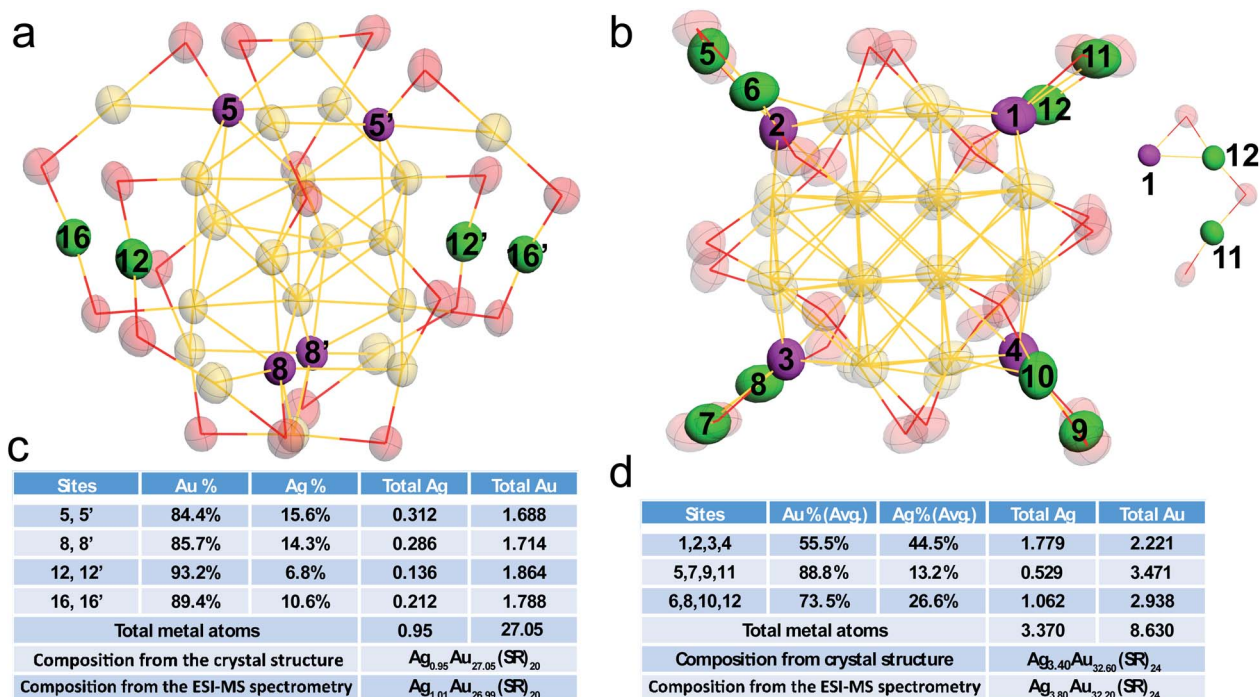 a
5
5'
16
12
12'
16'
8'
8
b
5
6
2
11
1
12
3
8
7
4
10
9
1
12
11
c
Sites Au % Ag % Total Ag Total Au
5, 5' 84.4% 15.6% 0.312 1.688
8, 8' 85.7% 14.3% 0.286 1.714
12, 12' 93.2% 6.8% 0.136 1.864
16, 16' 89.4% 10.6% 0.212 1.788
Total metal atoms 0.95 27.05
Composition from the crystal structure Ag0.95Au27.05(SR)20
Composition from the ESI-MS spectrometry Ag1.01Au26.99(SR)20
d
Sites Au % (Avg.) Ag % (Avg.) Total Ag Total Au
1,2,3,4 55.5% 44.5% 1.779 2.221
5,7,9,11 88.8% 13.2% 0.529 3.471
6,8,10,12 73.5% 26.6% 1.062 2.938
Total metal atoms 3.370 8.630
Composition from crystal structure Ag3.40Au32.60(SR)24
Composition from the ESI-MS spectrometry Ag3.80Au32.20(SR)24